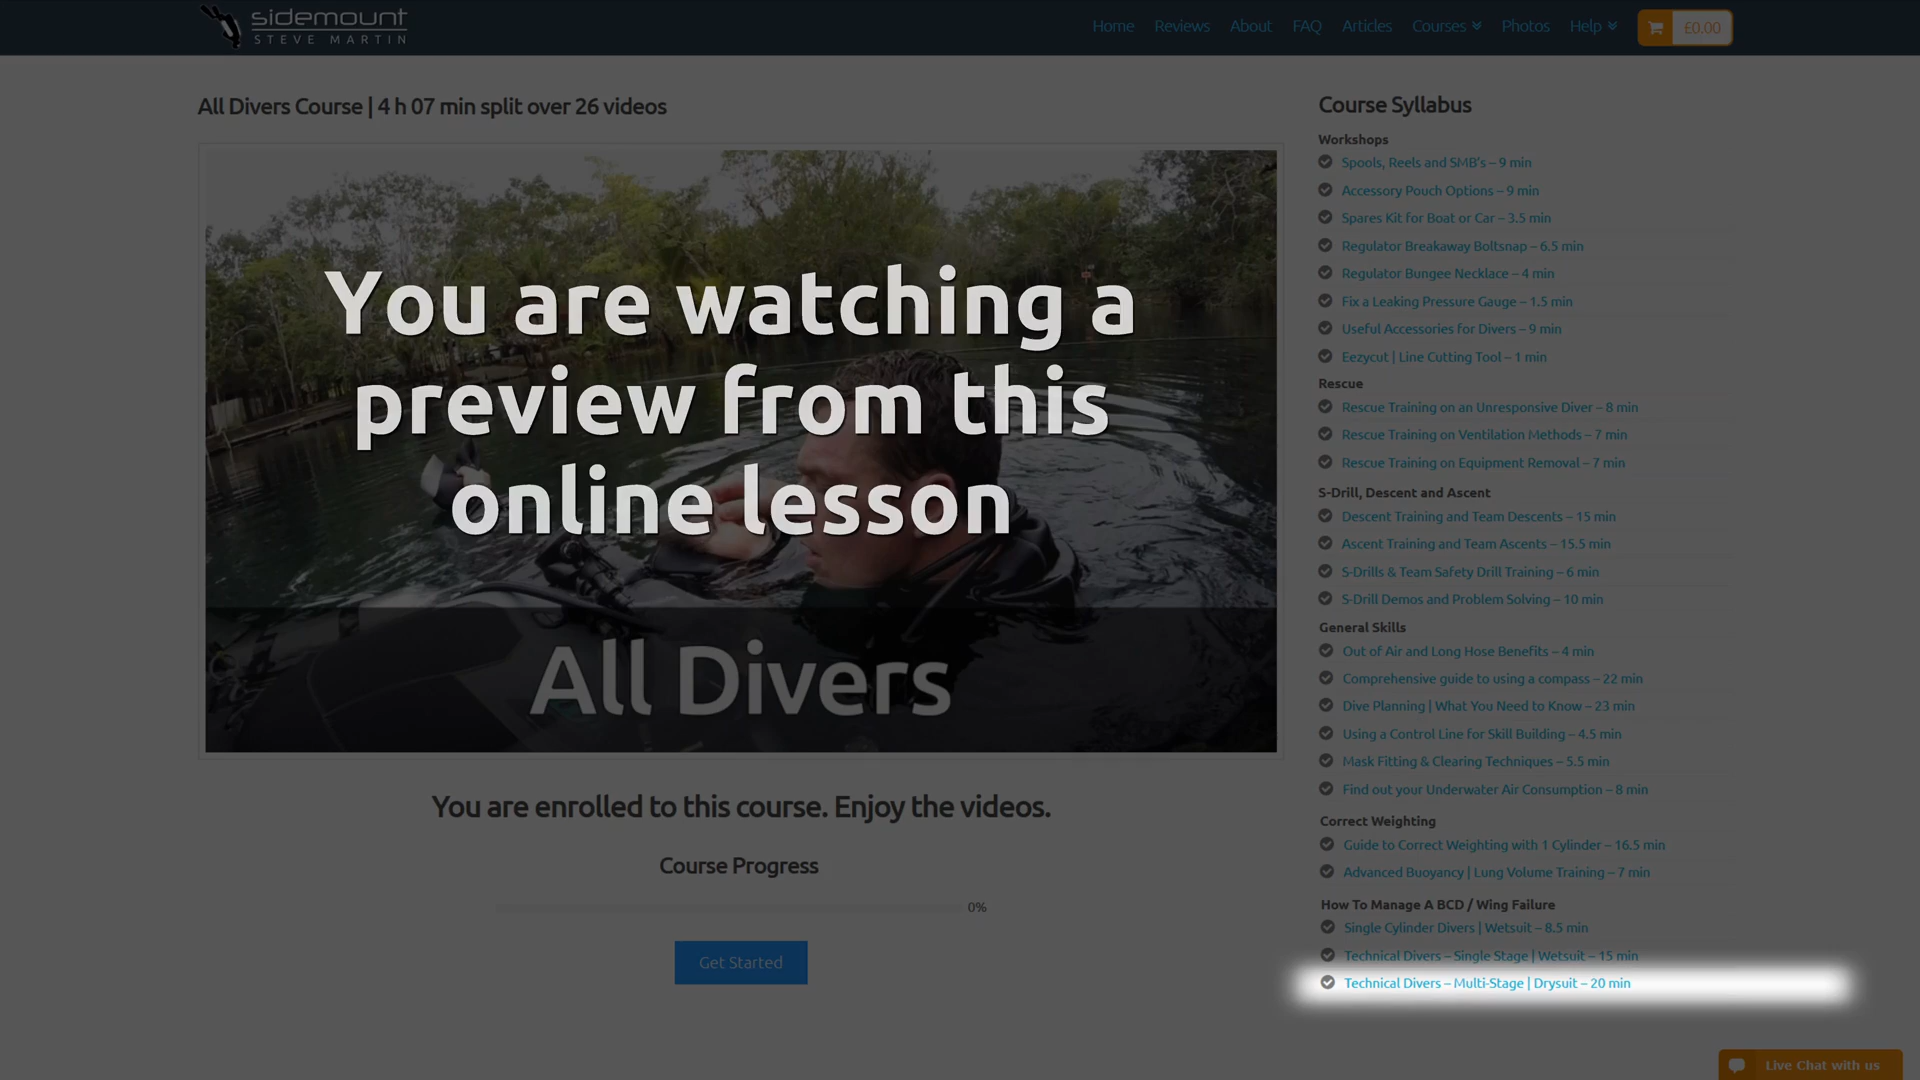 sidemount
STEVE MARTIN
Home Reviews About FAQ Articles Courses Photos Help £0.00
All Divers Course | 4 h 07 min split over 26 videos
You are watching a
preview from this
online lesson
All Divers
You are enrolled to this course. Enjoy the videos.
Course Progress
0%
Get Started
Course Syllabus
Workshops
Spools, Reels and SMB's – 9 min
Accessory Pouch Options – 9 min
Spares Kit for Boat or Car – 3.5 min
Regulator Breakaway Boltsnap – 6.5 min
Regulator Bungee Necklace – 4 min
Fix a Leaking Pressure Gauge – 1.5 min
Useful Accessories for Divers – 9 min
Eezycut | Line Cutting Tool – 1 min
Rescue
Rescue Training on an Unresponsive Diver – 8 min
Rescue Training on Ventilation Methods – 7 min
Rescue Training on Equipment Removal – 7 min
S-Drill, Descent and Ascent
Descent Training and Team Descents – 15 min
Ascent Training and Team Ascents – 15.5 min
S-Drills & Team Safety Drill Training – 6 min
S-Drill Demos and Problem Solving – 10 min
General Skills
Out of Air and Long Hose Benefits – 4 min
Comprehensive guide to using a compass – 22 min
Dive Planning | What You Need to Know – 23 min
Using a Control Line for Skill Building – 4.5 min
Mask Fitting & Clearing Techniques – 5.5 min
Find out your Underwater Air Consumption – 8 min
Correct Weighting
Guide to Correct Weighting with 1 Cylinder – 16.5 min
Advanced Buoyancy | Lung Volume Training – 7 min
How To Manage A BCD / Wing Failure
Single Cylinder Divers | Wetsuit – 8.5 min
Technical Divers – Single Stage | Wetsuit – 15 min
Technical Divers – Multi-Stage | Drysuit – 20 min
Live Chat with us